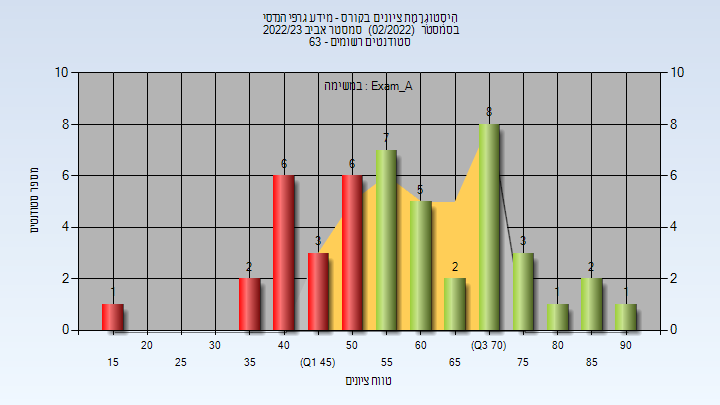 היסטוגרמת ציונים בקורס - מידע גרפי הנדסי
בסמסטר (02/2022) סמסטר אביב 2022/23
סטודנטים רשומים - 63
במשימה : Exam_A
מספר סטודנטים
10 10
8 8
6 6
4 4
2 2
0 0
1 2 6 3 6 7 5 2 8 3 1 2 1
20 30 40 50 60 (Q3 70) 80 90
15 25 35 (Q1 45) 55 65 75 85
טווח ציונים